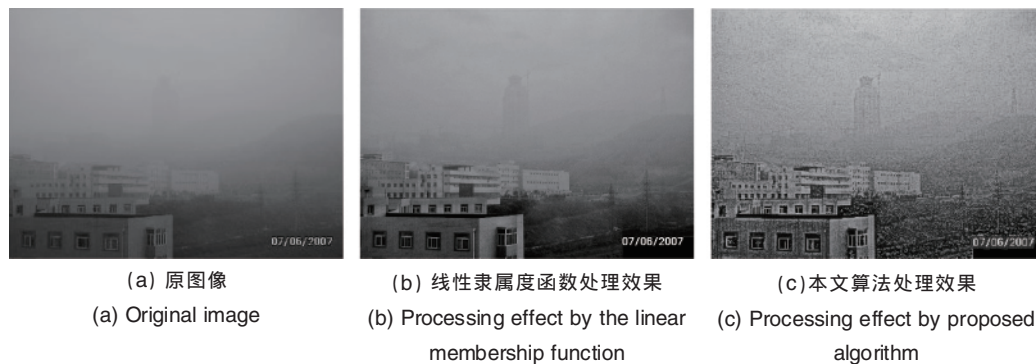 07/06/2007
07/06/2007
07/06/2007
(a) 原图像
(a) Original image
(b) 线性隶属度函数处理效果
(b) Processing effect by the linear
membership function
(c)本文算法处理效果
(c) Processing effect by proposed
algorithm